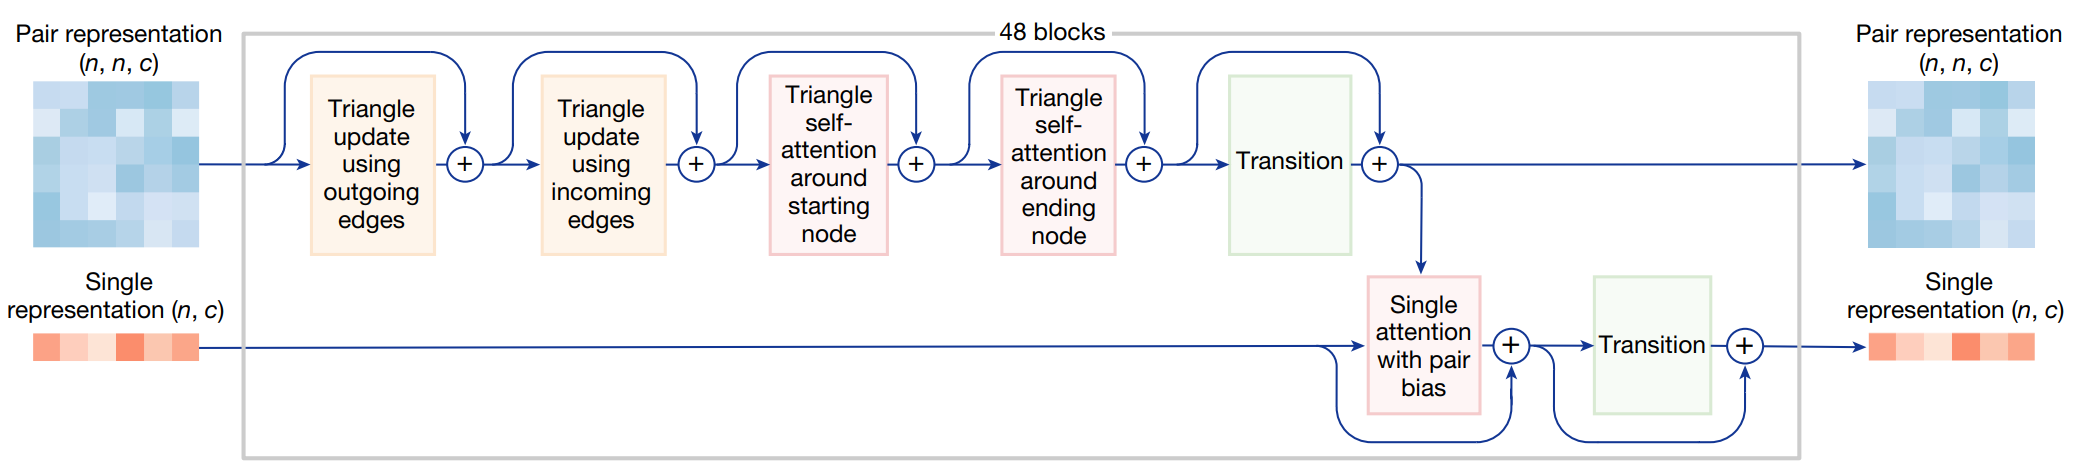 48 blocks
Pair representation
(n, n, c)
Triangle
update
using
outgoing
edges
+
Triangle
update
using
incoming
edges
+
Triangle
self-
attention
around
starting
node
+
Triangle
self-
attention
around
ending
node
+
Transition
+
Pair representation
(n, n, c)
Single
representation (n, c)
Single
attention
with pair
bias
+
Transition
+
Single
representation (n, c)